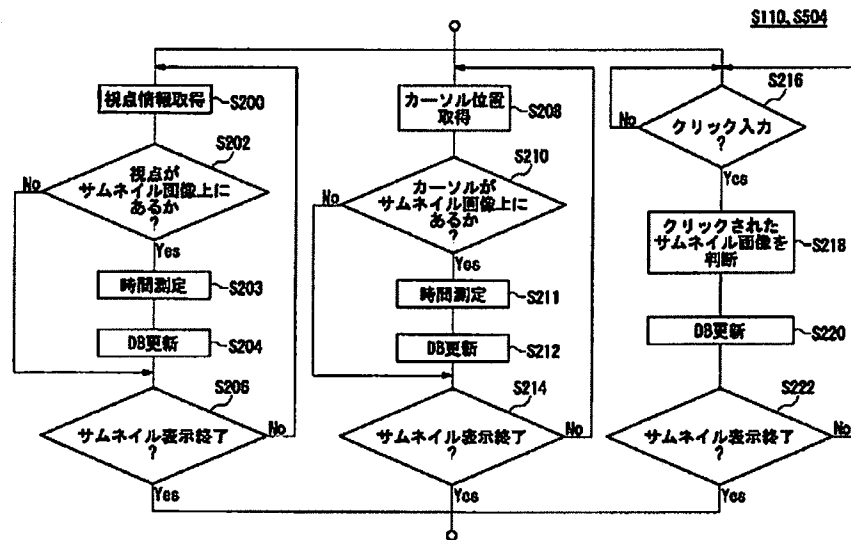 S110、S504
視点情報取得
S200
S202
視点が
サムネイル画像上に
あるか
?
No
Yes
時間測定
S203
DB更新
S204
S206
サムネイル表示終了
?
No
Yes
カーソル位置
取得
S208
S210
カーソルが
サムネイル画像上に
あるか
?
No
Yes
時間測定
S211
DB更新
S212
S214
サムネイル表示終了
?
No
Yes
S216
クリック入力
?
No
Yes
クリックされた
サムネイル画像を
判断
S218
DB更新
S220
S222
サムネイル表示終了
?
No
Yes